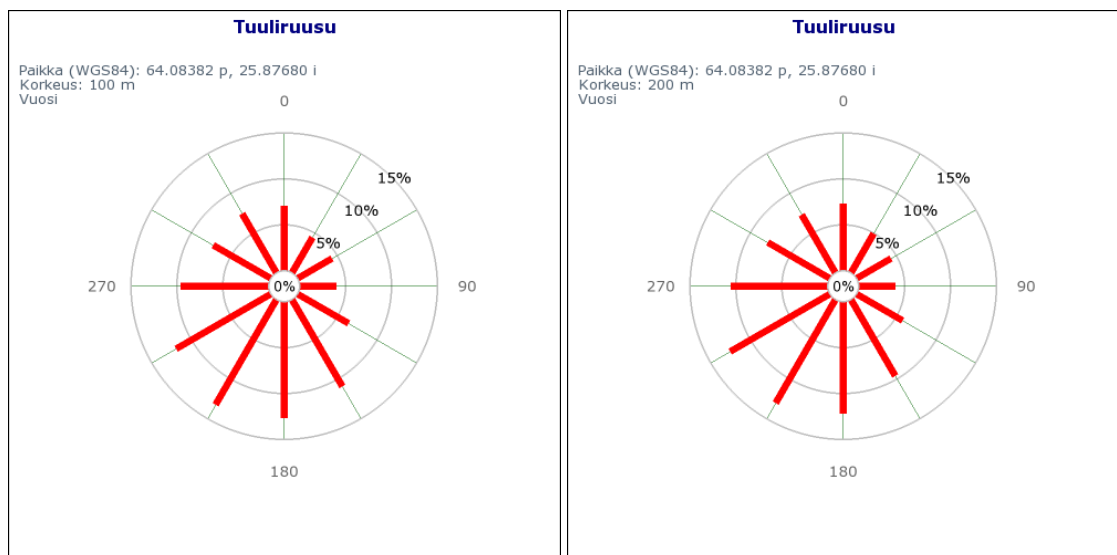 Tuuliruusu
Paikka (WGS84): 64.08382 p, 25.87680 i
Korkeus: 100 m
Vuosi
0
15%
10%
5%
270
0%
90
180
Tuuliruusu
Paikka (WGS84): 64.08382 p, 25.87680 i
Korkeus: 200 m
Vuosi
0
15%
10%
5%
270
0%
90
180